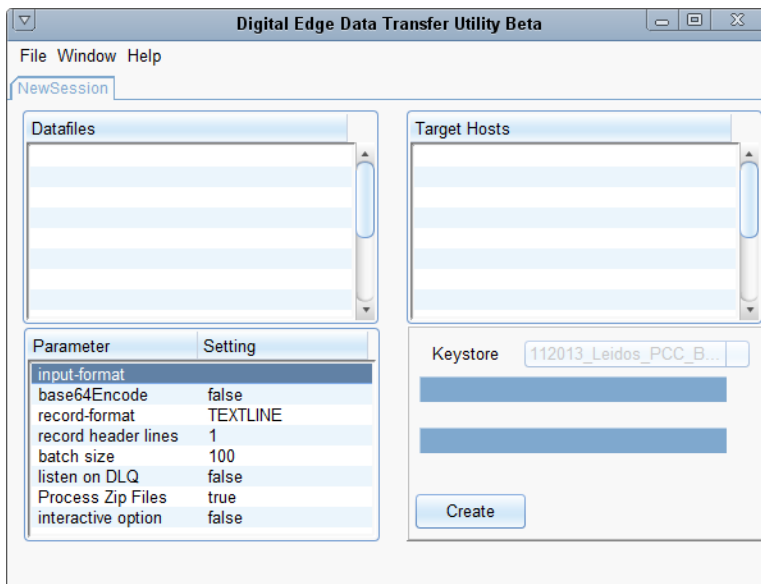 Digital Edge Data Transfer Utility Beta
File Window Help
NewSession
Datafiles
Target Hosts
Parameter Setting
input-format
base64Encode false
record-format TEXTLINE
record header lines 1
batch size 100
listen on DLQ false
Process Zip Files true
interactive option false
Keystore 112013_Leidos_PCC_B...
Create